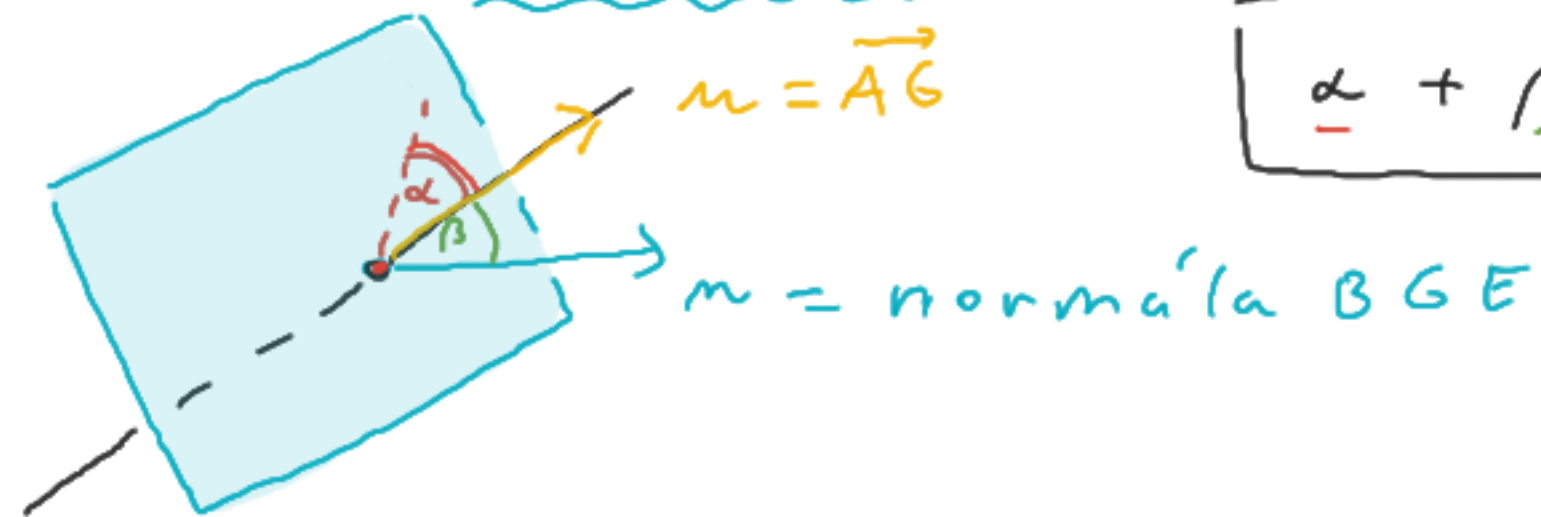 u = AG
α +
α
β
n = normála BGE